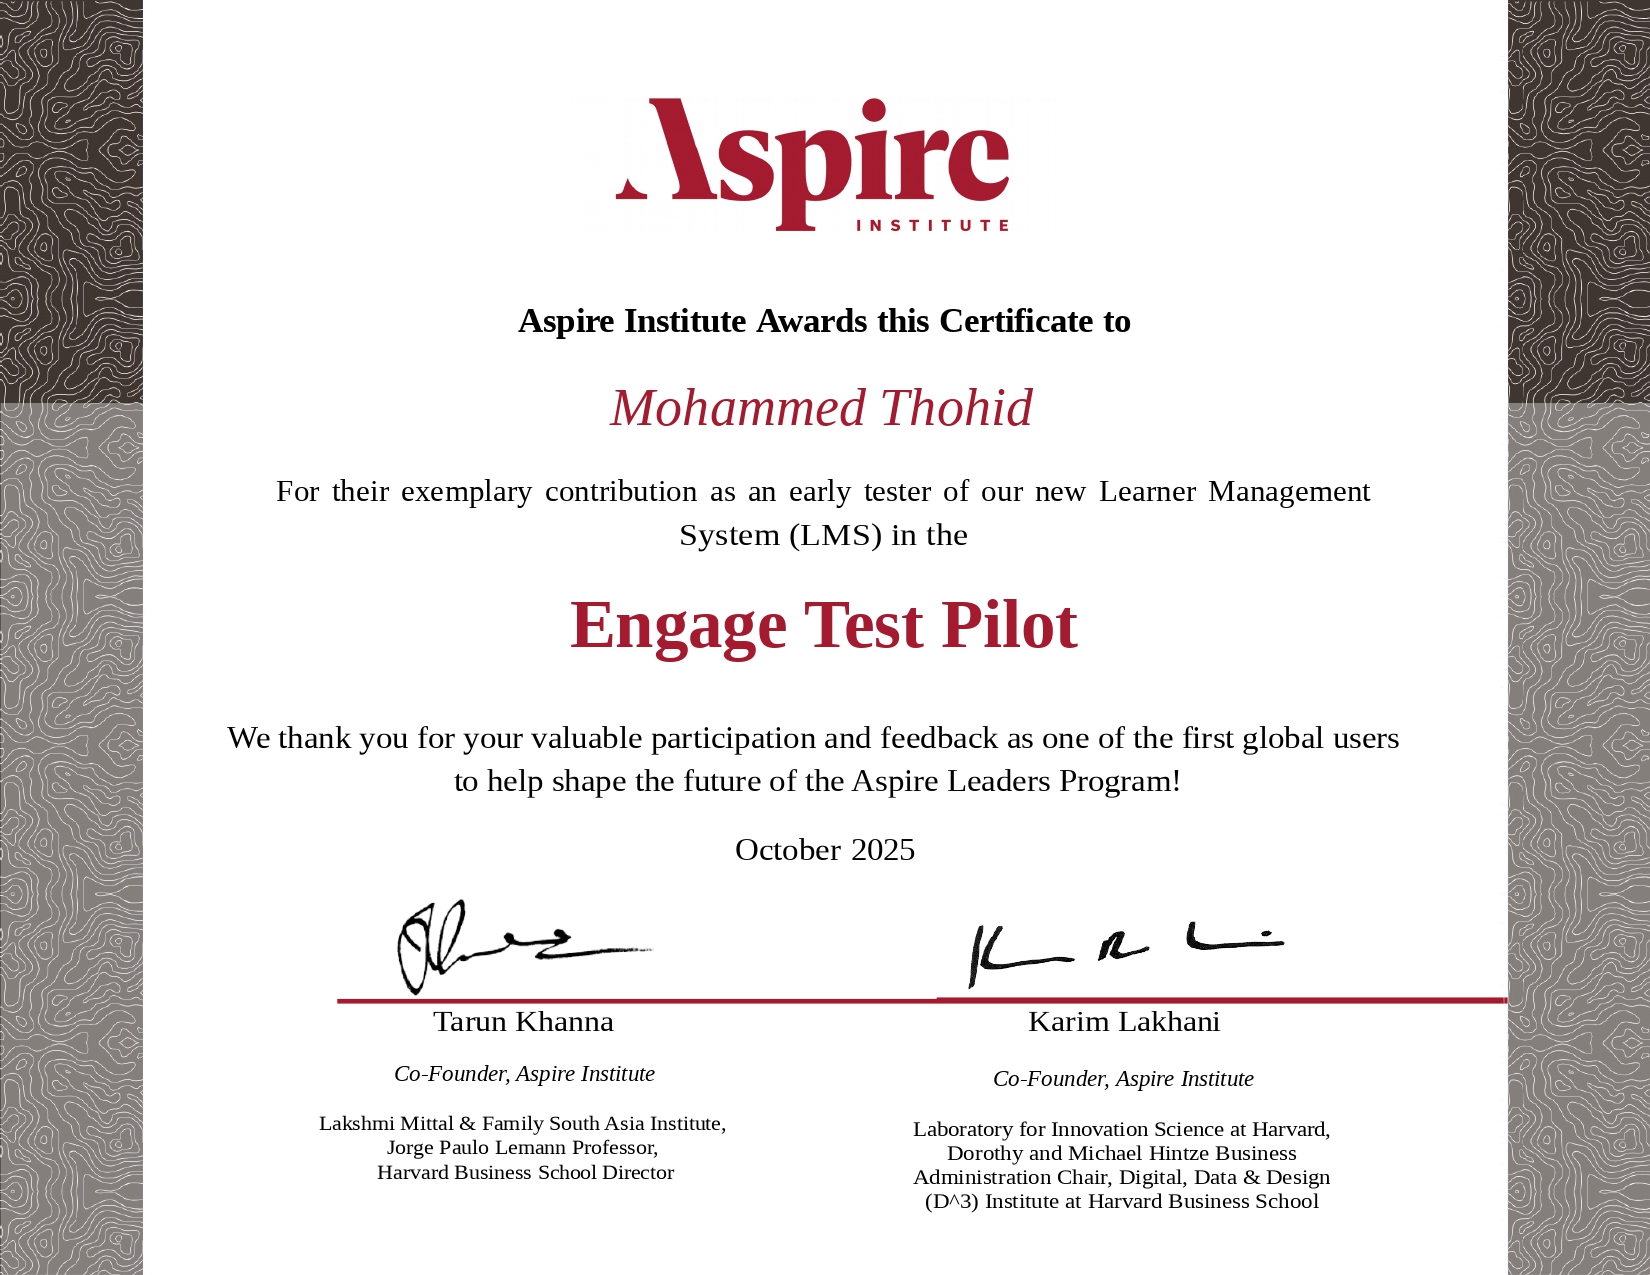 Aspire
INSTITUTE
Aspire Institute Awards this Certificate to
Mohammed Thohid
For their exemplary contribution as an early tester of our new Learner Management
System (LMS) in the
Engage Test Pilot
We thank you for your valuable participation and feedback as one of the first global users
to help shape the future of the Aspire Leaders Program!
October 2025
Tarun Khanna
Co-Founder, Aspire Institute
Lakshmi Mittal & Family South Asia Institute,
Jorge Paulo Lemann Professor,
Harvard Business School Director
Karim Lakhani
Co-Founder, Aspire Institute
Laboratory for Innovation Science at Harvard,
Dorothy and Michael Hintze Business
Administration Chair, Digital, Data & Design
(D^3) Institute at Harvard Business School